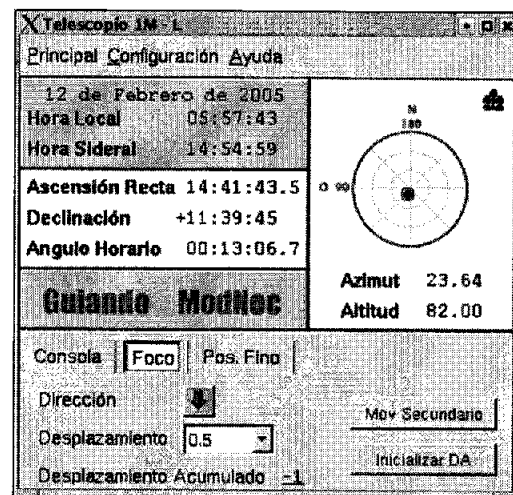 Telescopio 1M - L
Principal Configuración Ayuda
12 de Febrero de 2005
Hora Local 05:57:43
Hora Sideral 14:54:59
Ascensión Recta 14:41:43.5
Declinación +11:39:45
Angulo Horario 00:13:06.7
Guiando ModNoc
N
180
O 90
Azimut 23.64
Altitud 82.00
Consola Foco Pos. Fino
Dirección
Mov Secundario
Desplazamiento 0.5
Inicializar DA
Desplazamiento Acumulado -1